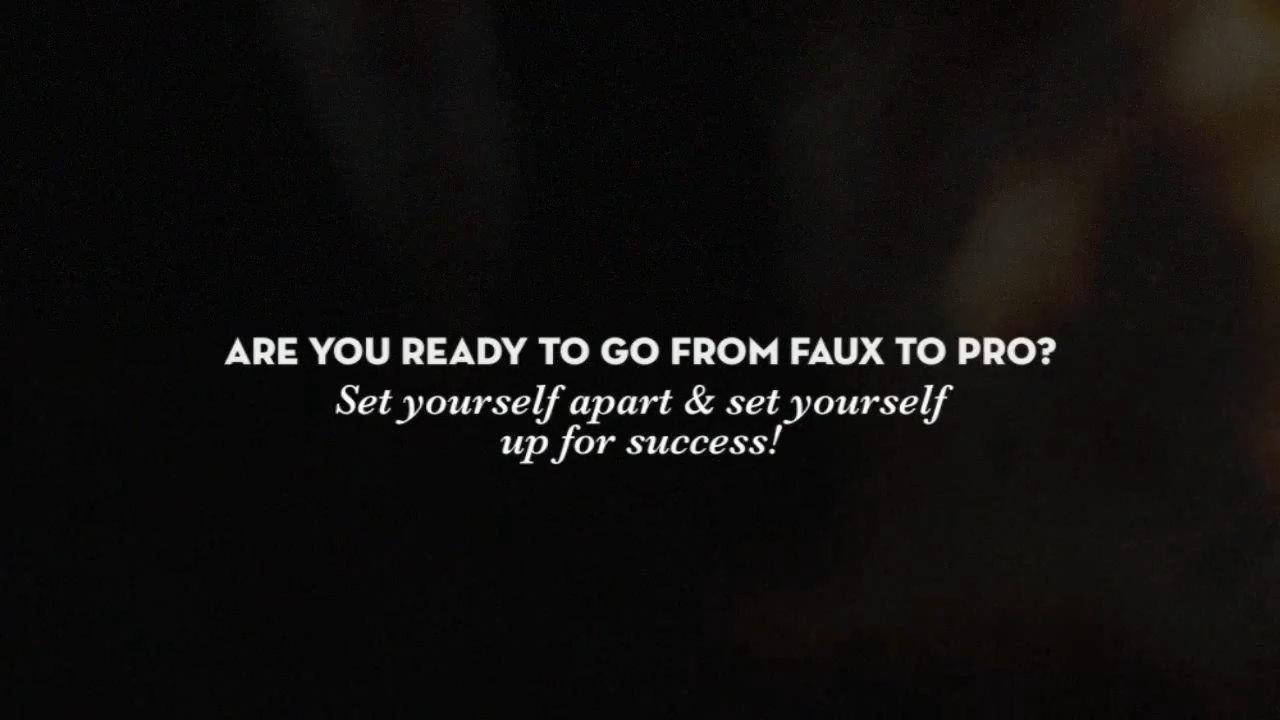 ARE YOU READY TO GO FROM FAUX TO PRO?
Set yourself apart & set yourself
up for success!